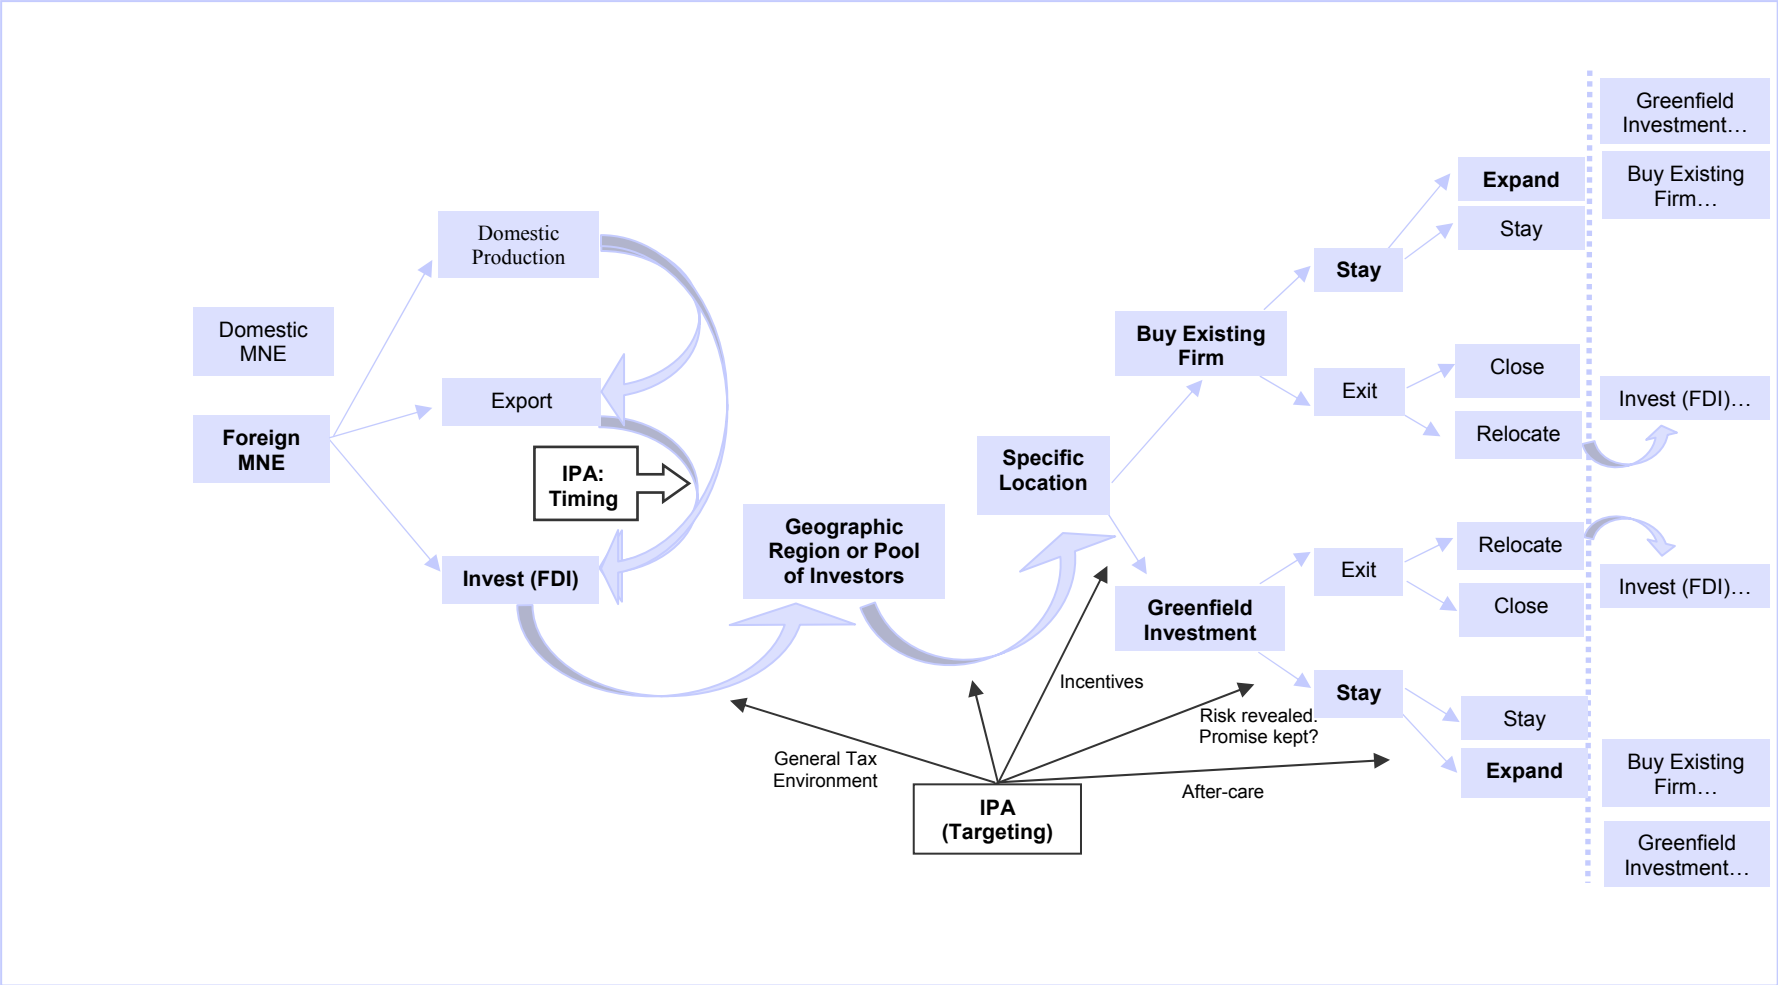 Domestic
MNE
Foreign
MNE
Domestic
Production
Export
IPA:
Timing
Invest (FDI)
Geographic
Region or Pool
of Investors
Specific
Location
Buy Existing
Firm
Greenfield
Investment
Stay
Exit
Exit
Stay
Expand
Stay
Close
Relocate
Relocate
Close
Stay
Expand
Greenfield
Investment…
Buy Existing
Firm…
Invest (FDI)…
Invest (FDI)…
Buy Existing
Firm…
Greenfield
Investment…
General Tax
Environment
Incentives
Risk revealed.
Promise kept?
After-care
IPA
(Targeting)